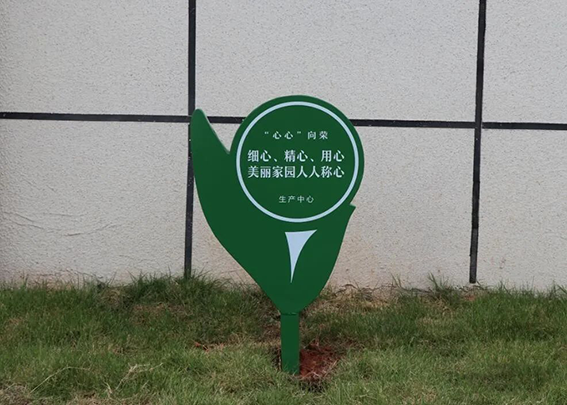 “心心”向荣
细心、精心、用心
美丽家园人人称心
生产中心